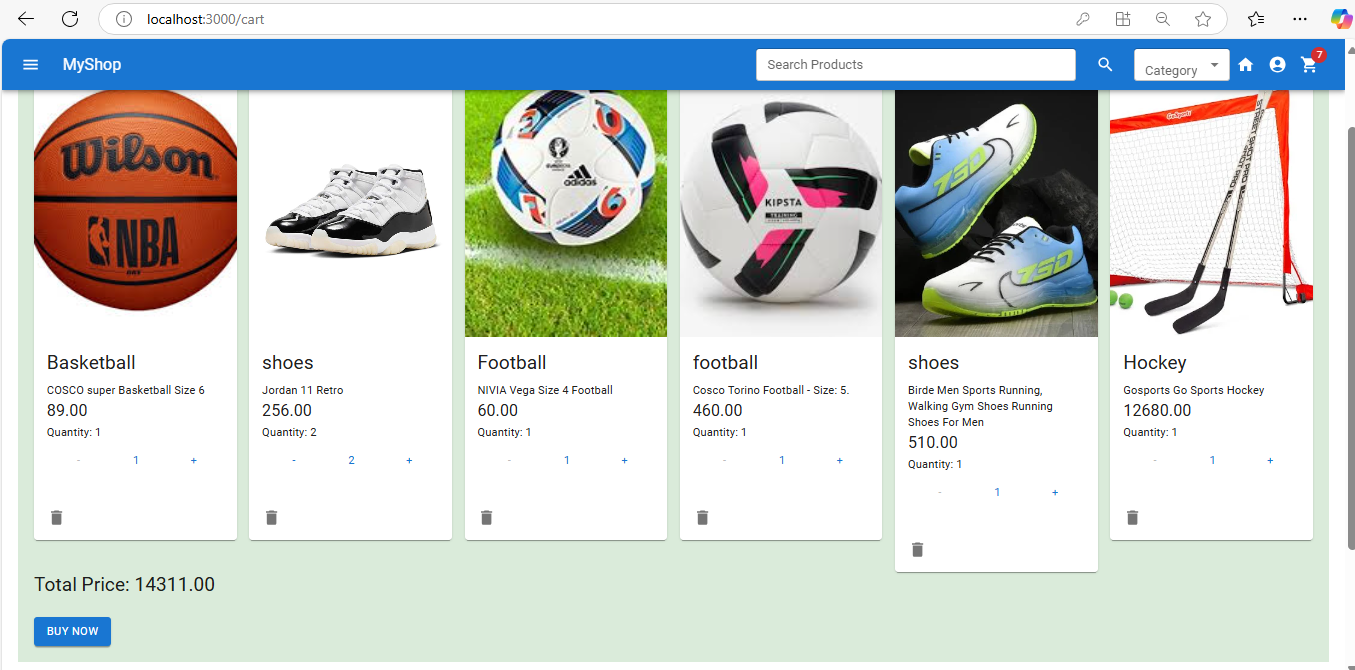 localhost:3000/cart
MyShop
Search Products
Category
7
Wilson
NBA
adidas
KIPSTA
TRAINING
750
750
GoSports
Basketball
COSCO super Basketball Size 6
89.00
Quantity: 1
- 1 +
shoes
Jordan 11 Retro
256.00
Quantity: 2
- 2 +
Football
NIVIA Vega Size 4 Football
60.00
Quantity: 1
- 1 +
football
Cosco Torino Football - Size: 5.
460.00
Quantity: 1
- 1 +
shoes
Birde Men Sports Running,
Walking Gym Shoes Running
Shoes For Men
510.00
Quantity: 1
- 1 +
Hockey
Gosports Go Sports Hockey
12680.00
Quantity: 1
- 1 +
Total Price: 14311.00
BUY NOW